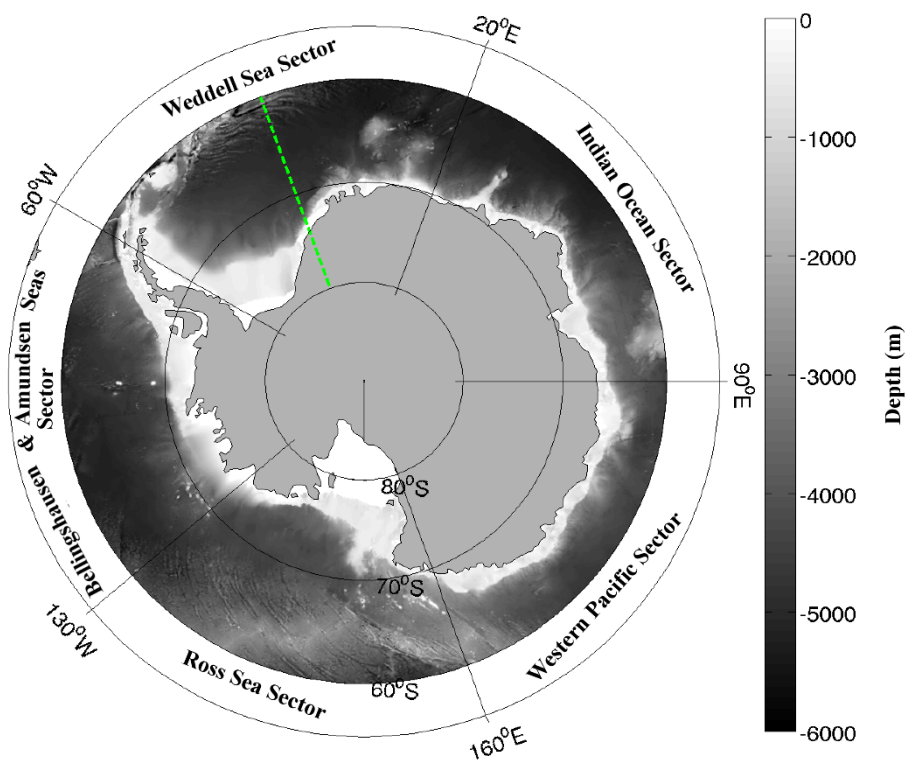 20°E
Weddell Sea Sector
Indian Ocean Sector
60°W
Bellingshausen & Amundsen Seas
Sector
90°E
80°S
70°S
60°S
130°W
Ross Sea Sector
Western Pacific Sector
160°E
0
-1000
-2000
-3000
-4000
-5000
-6000
Depth (m)